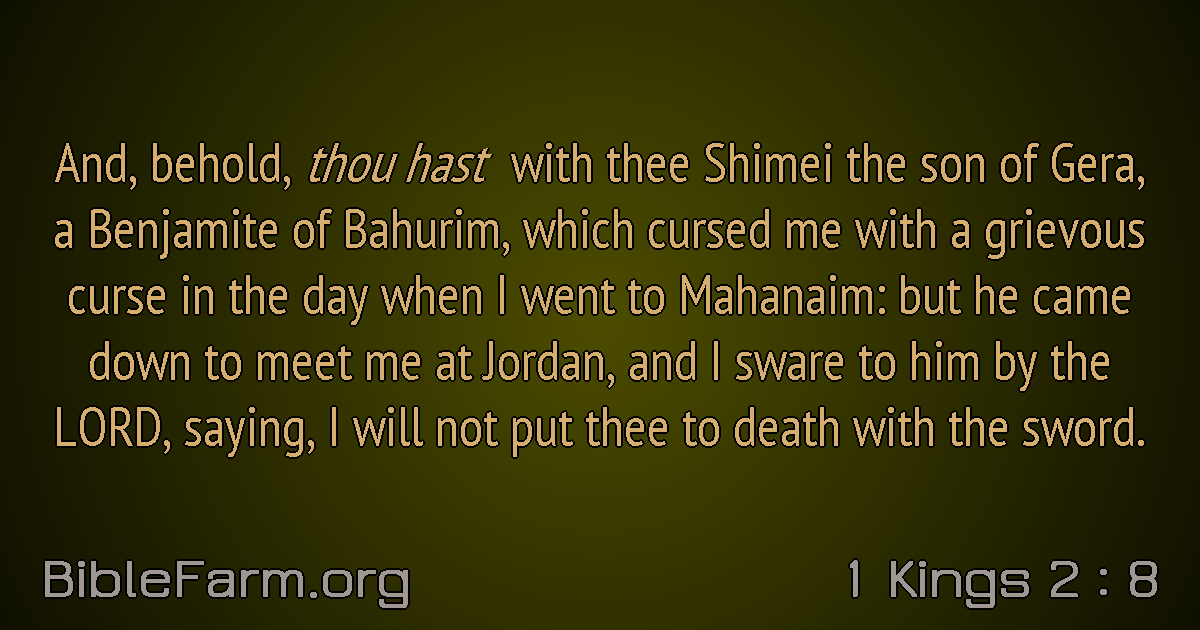 And, behold, thou hast with thee Shimei the son of Gera,
a Benjamite of Bahurim, which cursed me with a grievous
curse in the day when I went to Mahanaim: but he came
down to meet me at Jordan, and I sware to him by the
LORD, saying, I will not put thee to death with the sword.
BibleFarm.org
1 Kings 2 : 8